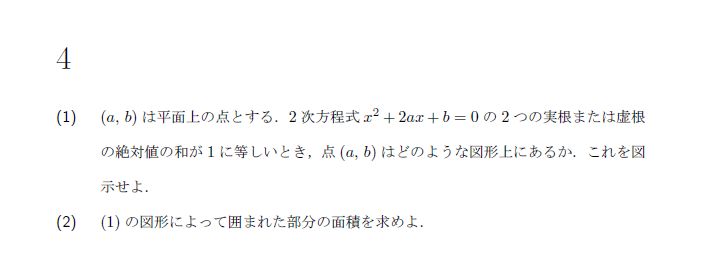 4
(1) (a, b) は平面上の点とする．2 次方程式 x² + 2ax + b = 0 の 2 つの実根または虚根
の絶対値の和が 1 に等しいとき，点 (a, b) はどのような図形上にあるか．これを図
示せよ．
(2) (1) の図形によって囲まれた部分の面積を求めよ．